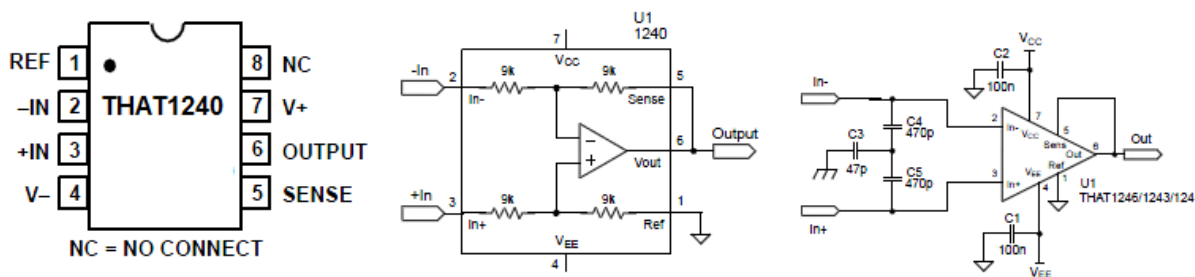 REF 1
–IN 2
+IN 3
V– 4
THAT1240
8 NC
7 V+
6 OUTPUT
5 SENSE
NC = NO CONNECT
U1
1240
7
VCC
-In
2
In-
9k
9k
5
Sense
−
+
6
Vout
Output
+In
3
In+
9k
9k
1
Ref
VEE
4
VCC
C2
100n
In-
C4
470p
C3
47p
C5
470p
In+
2
In-
VCC
7
5
Sens
Out
6
Out
Ref
1
3
In+
VEE
4
U1
THAT1246/1243/124
C1
100n
VEE